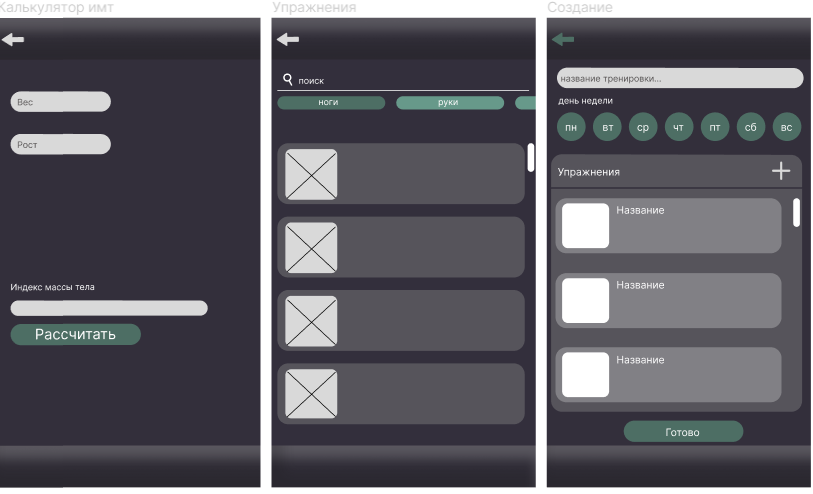 Калькулятор имт
Вес
Рост
Индекс массы тела
Рассчитать
Упражнения
поиск
ноги
руки
Создание
название тренировки...
день недели
пн вт ср чт пт сб вс
Упражнения
Название
Название
Название
Готово